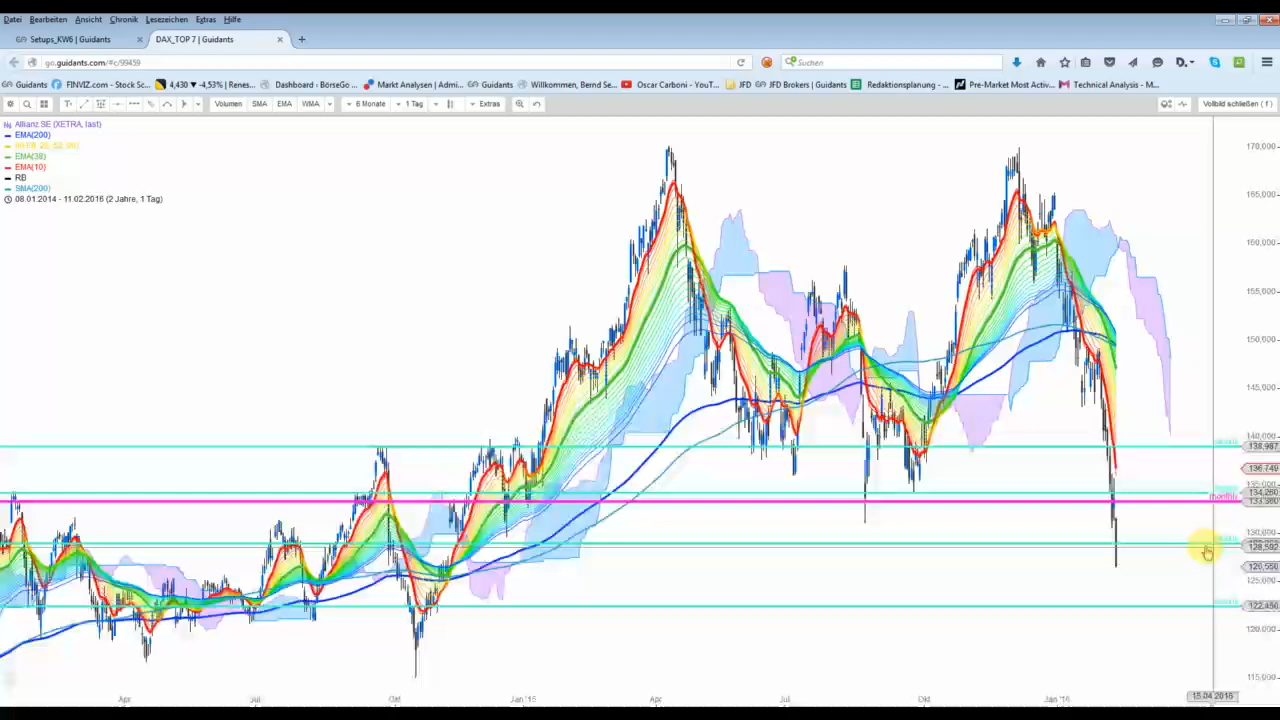 Datei Bearbeiten Ansicht Chronik Lesezeichen Extras Hilfe
Setups_KW6 | Guidants × DAX_TOP 7 | Guidants × +
go.guidants.com/#c/99459 Suchen
Guidants FINVIZ.com - Stock Sc... 4,430 ▾ -4,53% | Renes... Dashboard ‹ BörseGo... Markt Analysen | Admi... Guidants Willkommen, Bernd Se... Oscar Carboni - YouT... JFD JFD Brokers | Guidants Redaktionsplanung -... Pre-Market Most Activ... Technical Analysis - M...
Volumen SMA EMA WMA 6 Monate 1 Tag Extras Vollbild schließen ( f )
Allianz SE (XETRA, last)
EMA(200)
EMA(38)
EMA(10)
RB
SMA(200)
08.01.2014 - 11.02.2016 (2 Jahre, 1 Tag)
170,000
165,000
160,000
155,000
150,000
145,000
140,000
138,987
136,749
135,000
134,260
monthly
133,380
130,000
128,592
126,550
125,000
122,450
120,000
115,000
Apr Jul Okt Jan '15 Apr Jul Okt Jan '16 15.04.2016